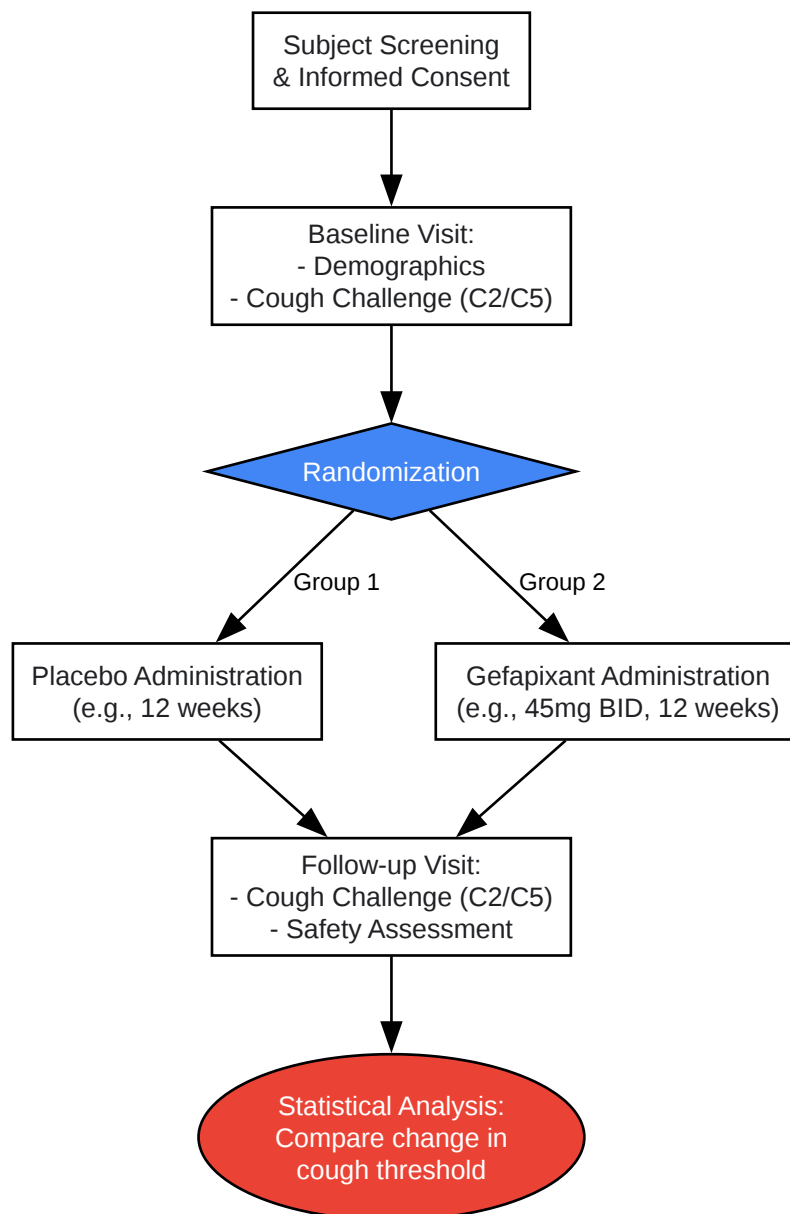 Subject Screening
& Informed Consent
Baseline Visit:
- Demographics
- Cough Challenge (C2/C5)
Randomization
Group 1
Group 2
Placebo Administration
(e.g., 12 weeks)
Gefapixant Administration
(e.g., 45mg BID, 12 weeks)
Follow-up Visit:
- Cough Challenge (C2/C5)
- Safety Assessment
Statistical Analysis:
Compare change in
cough threshold